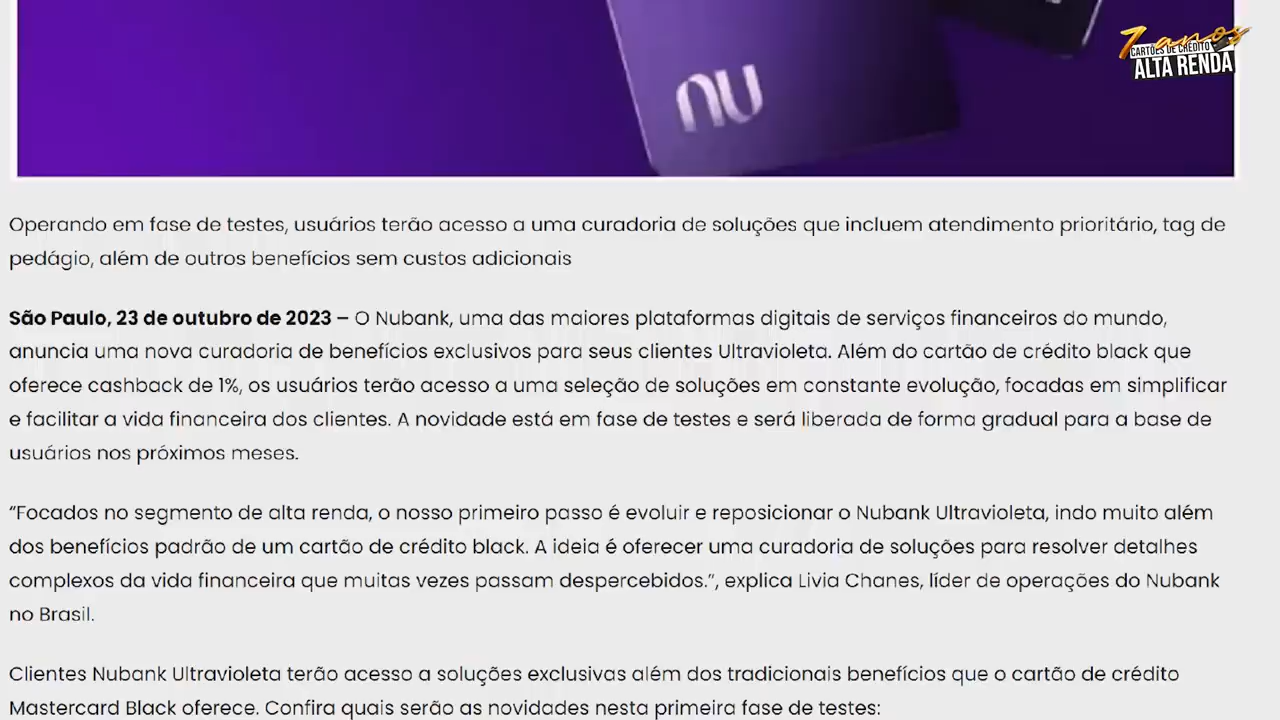 7 anos
CARTÕES DE CRÉDITO
ALTA RENDA
nu
Operando em fase de testes, usuários terão acesso a uma curadoria de soluções que incluem atendimento prioritário, tag de
pedágio, além de outros benefícios sem custos adicionais
São Paulo, 23 de outubro de 2023 – O Nubank, uma das maiores plataformas digitais de serviços financeiros do mundo,
anuncia uma nova curadoria de benefícios exclusivos para seus clientes Ultravioleta. Além do cartão de crédito black que
oferece cashback de 1%, os usuários terão acesso a uma seleção de soluções em constante evolução, focadas em simplificar
e facilitar a vida financeira dos clientes. A novidade está em fase de testes e será liberada de forma gradual para a base de
usuários nos próximos meses.
“Focados no segmento de alta renda, o nosso primeiro passo é evoluir e reposicionar o Nubank Ultravioleta, indo muito além
dos benefícios padrão de um cartão de crédito black. A ideia é oferecer uma curadoria de soluções para resolver detalhes
complexos da vida financeira que muitas vezes passam despercebidos.”, explica Livia Chanes, líder de operações do Nubank
no Brasil.
Clientes Nubank Ultravioleta terão acesso a soluções exclusivas além dos tradicionais benefícios que o cartão de crédito
Mastercard Black oferece. Confira quais serão as novidades nesta primeira fase de testes: